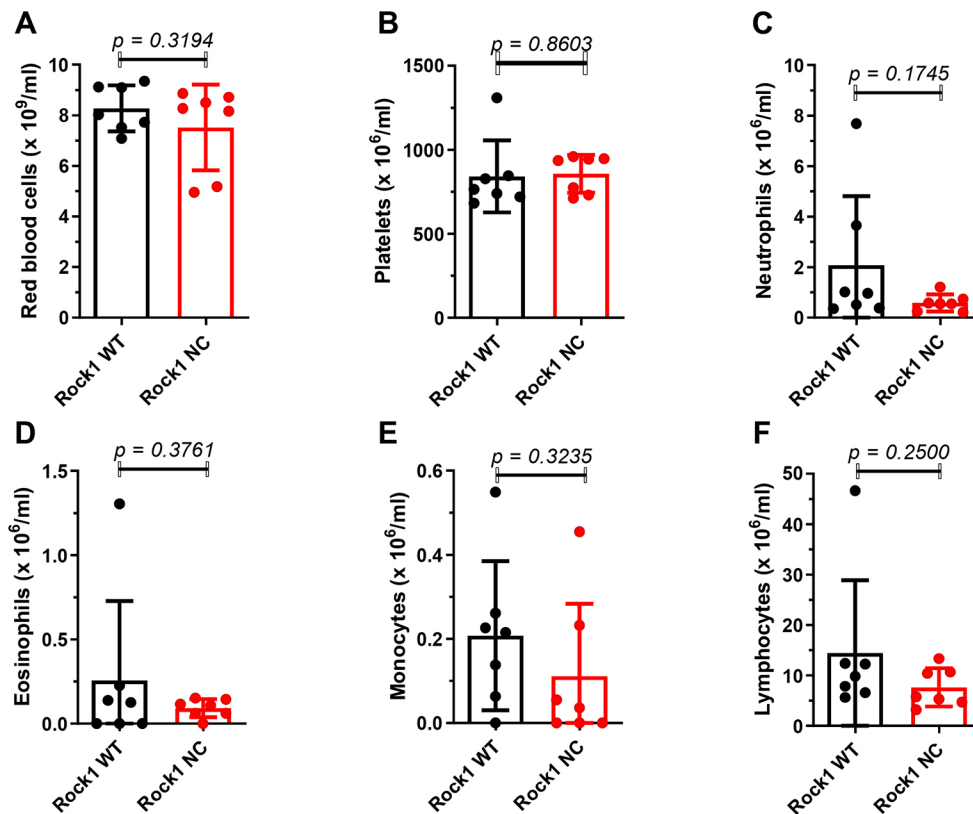 A
p = 0.3194
Red blood cells (x 10⁹/ml)
10
8
6
4
2
0
Rock1 WT
Rock1 NC
B
p = 0.8603
Platelets (x 10⁶/ml)
1500
1000
500
0
Rock1 WT
Rock1 NC
C
p = 0.1745
Neutrophils (x 10⁶/ml)
10
8
6
4
2
0
Rock1 WT
Rock1 NC
D
p = 0.3761
Eosinophils (x 10⁶/ml)
1.5
1.0
0.5
0.0
Rock1 WT
Rock1 NC
E
p = 0.3235
Monocytes (x 10⁶/ml)
0.6
0.4
0.2
0.0
Rock1 WT
Rock1 NC
F
p = 0.2500
Lymphocytes (x 10⁶/ml)
50
50
10
15
10
5
0
Rock1 WT
Rock1 NC